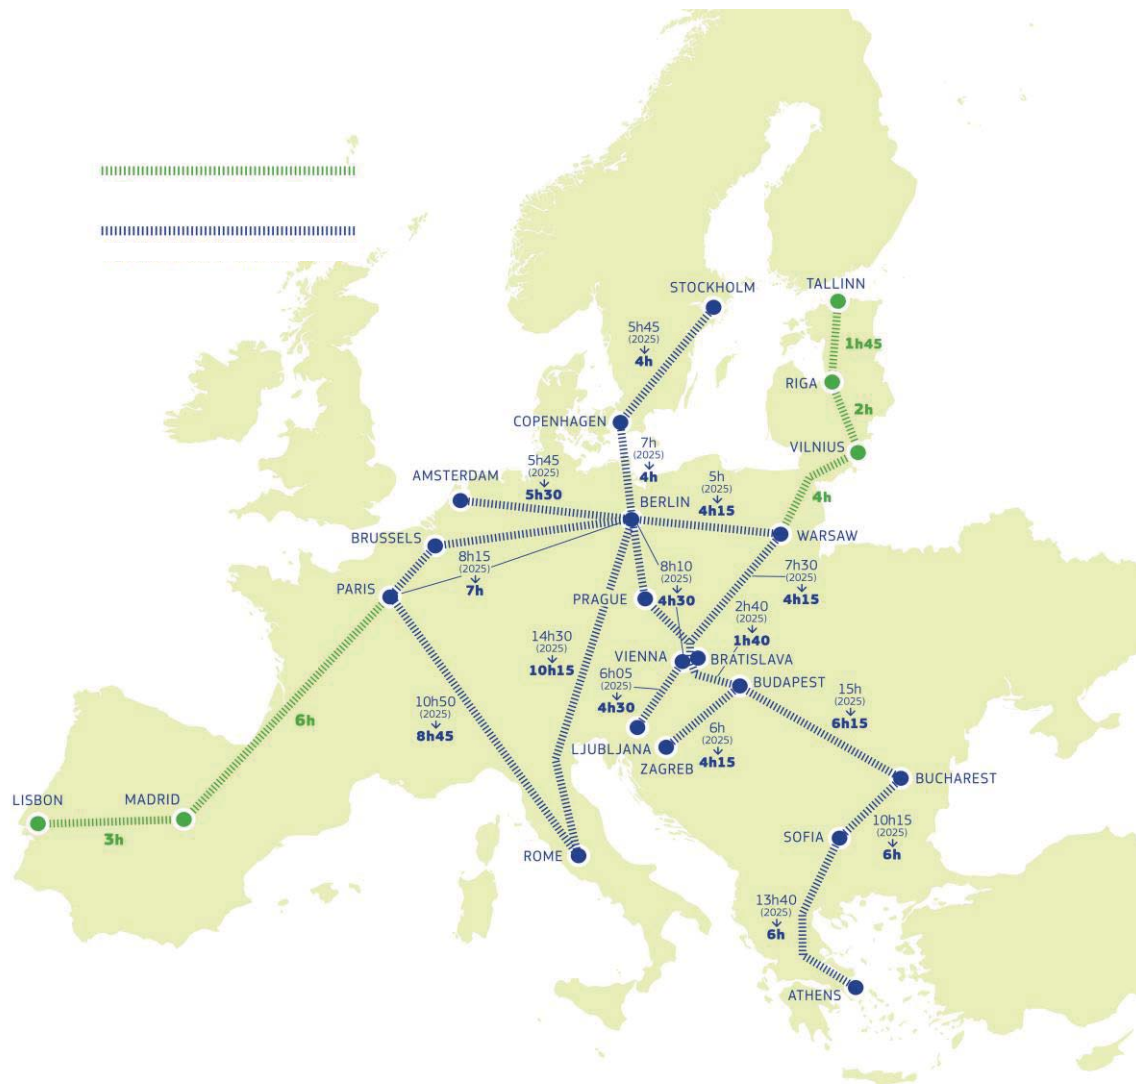 STOCKHOLM
TALLINN
5h45
(2025)
4h
1h45
RIGA
2h
COPENHAGEN
7h
(2025)
4h
VILNIUS
4h
AMSTERDAM
5h45
(2025)
5h30
5h
(2025)
4h15
BERLIN
WARSAW
BRUSSELS
8h15
(2025)
7h
PARIS
8h10
(2025)
4h30
7h30
(2025)
4h15
PRAGUE
2h40
(2025)
1h40
14h30
(2025)
10h15
VIENNA
BRATISLAVA
BUDAPEST
6h05
(2025)
4h30
15h
(2025)
6h15
10h50
(2025)
8h45
6h
LJUBLJANA
6h
(2025)
4h15
ZAGREB
BUCHAREST
LISBON
MADRID
3h
10h15
(2025)
6h
SOFIA
ROME
13h40
(2025)
6h
ATHENS